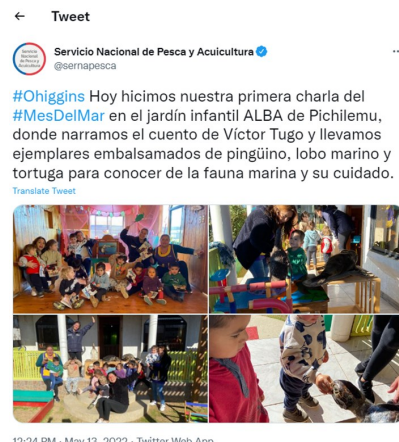 Tweet
Servicio Nacional de Pesca y Acuicultura
@sernapesca
#Ohiggins Hoy hicimos nuestra primera charla del
#MesDelMar en el jardín infantil ALBA de Pichilemu,
donde narramos el cuento de Víctor Tugo y llevamos
ejemplares embalsamados de pingüino, lobo marino y
tortuga para conocer de la fauna marina y su cuidado.
Translate Tweet
12:24 PM · May 13, 2022 · Twitter Web App